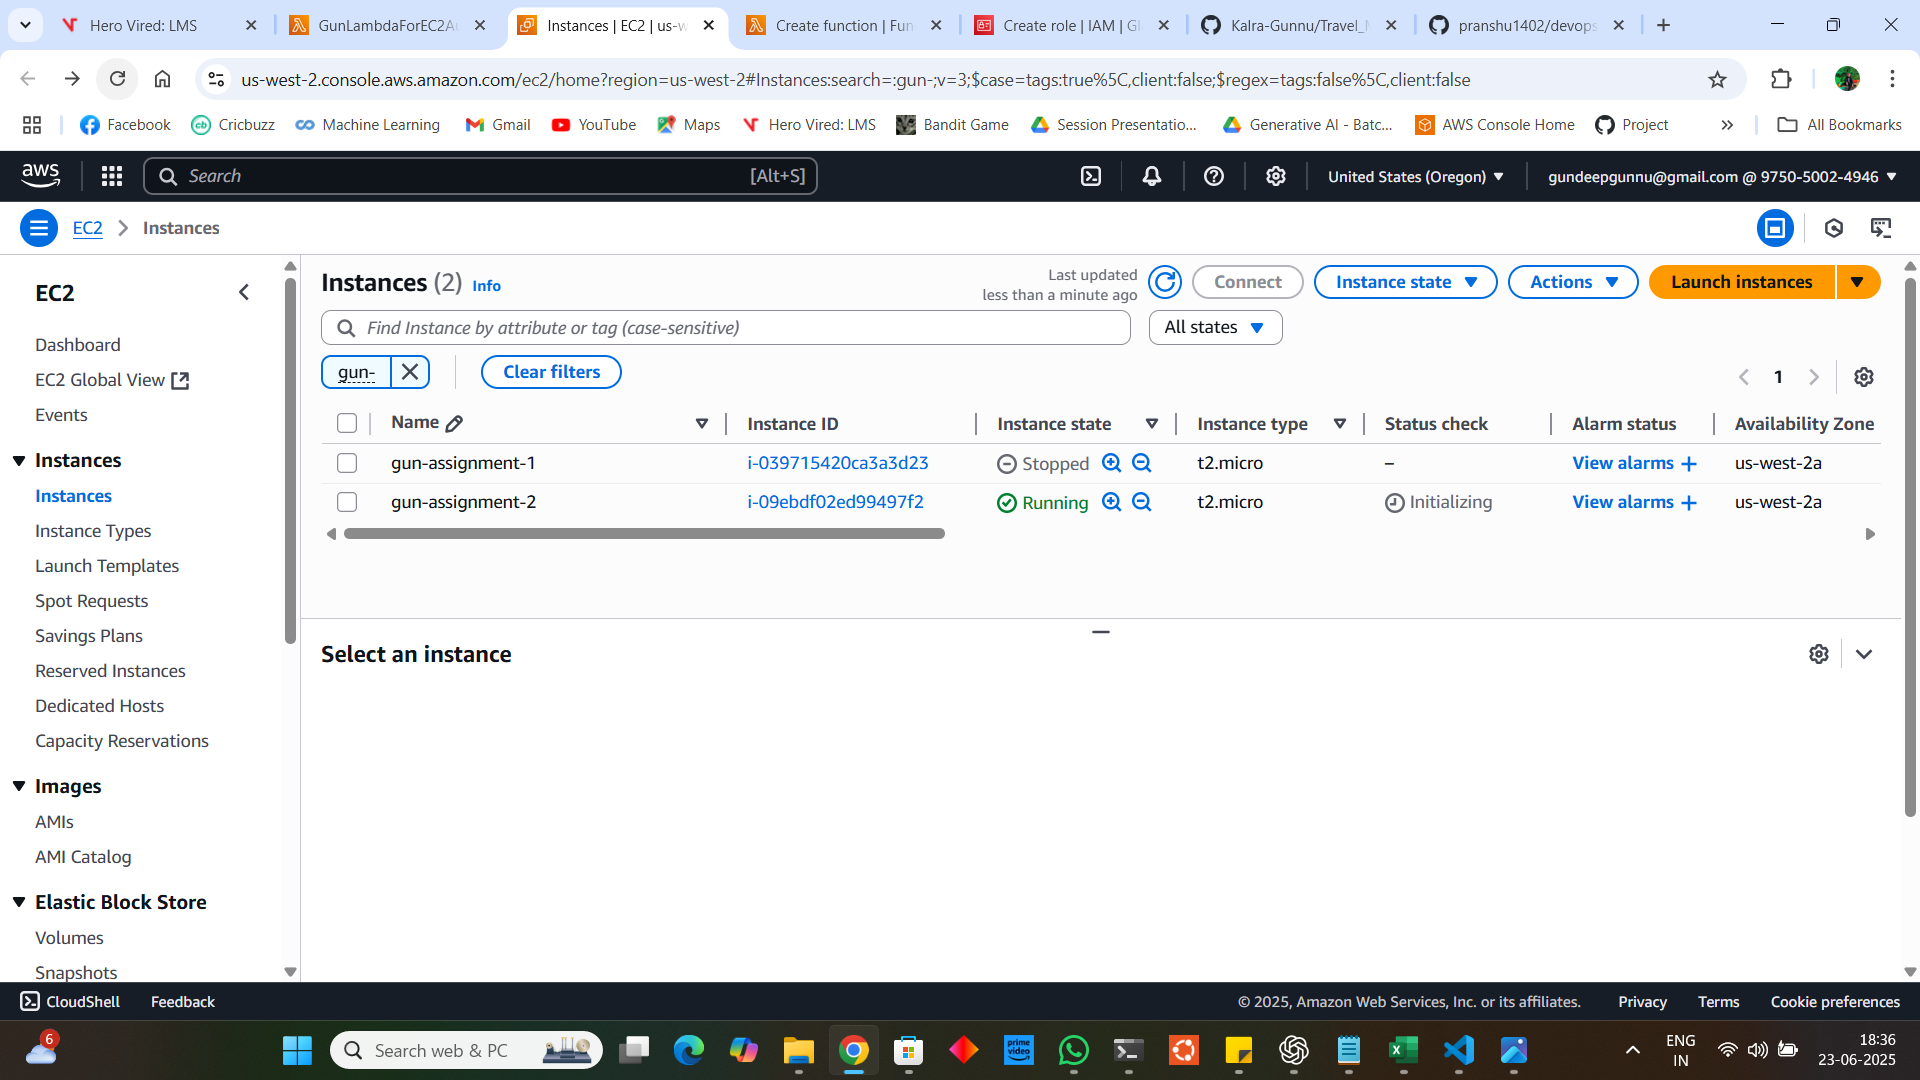 Hero Vired: LMS
GunLambdaForEC2Au
Instances | EC2 | us-w
Create function | Fun
Create role | IAM | Gl
Kalra-Gunnu/Travel_M
pranshu1402/devops
us-west-2.console.aws.amazon.com/ec2/home?region=us-west-2#Instances:search=:gun-;v=3;$case=tags:true%5C,client:false;$regex=tags:false%5C,client:false
Facebook
Cricbuzz
Machine Learning
Gmail
YouTube
Maps
Hero Vired: LMS
Bandit Game
Session Presentatio...
Generative AI - Batc...
AWS Console Home
Project
All Bookmarks
aws
Search
[Alt+S]
United States (Oregon)
gundeepgunnu@gmail.com @ 9750-5002-4946
EC2
Instances
EC2
Dashboard
EC2 Global View
Events
Instances
Instances
Instance Types
Launch Templates
Spot Requests
Savings Plans
Reserved Instances
Dedicated Hosts
Capacity Reservations
Images
AMIs
AMI Catalog
Elastic Block Store
Volumes
Snapshots
Instances (2) Info
Last updated
less than a minute ago
Connect
Instance state
Actions
Launch instances
Find Instance by attribute or tag (case-sensitive)
All states
gun-
Clear filters
1
Name
Instance ID
Instance state
Instance type
Status check
Alarm status
Availability Zone
gun-assignment-1
i-039715420ca3a3d23
Stopped
t2.micro
–
View alarms +
us-west-2a
gun-assignment-2
i-09ebdf02ed99497f2
Running
t2.micro
Initializing
View alarms +
us-west-2a
Select an instance
CloudShell
Feedback
© 2025, Amazon Web Services, Inc. or its affiliates.
Privacy
Terms
Cookie preferences
6
Search web & PC
prime video
ENG
IN
18:36
23-06-2025